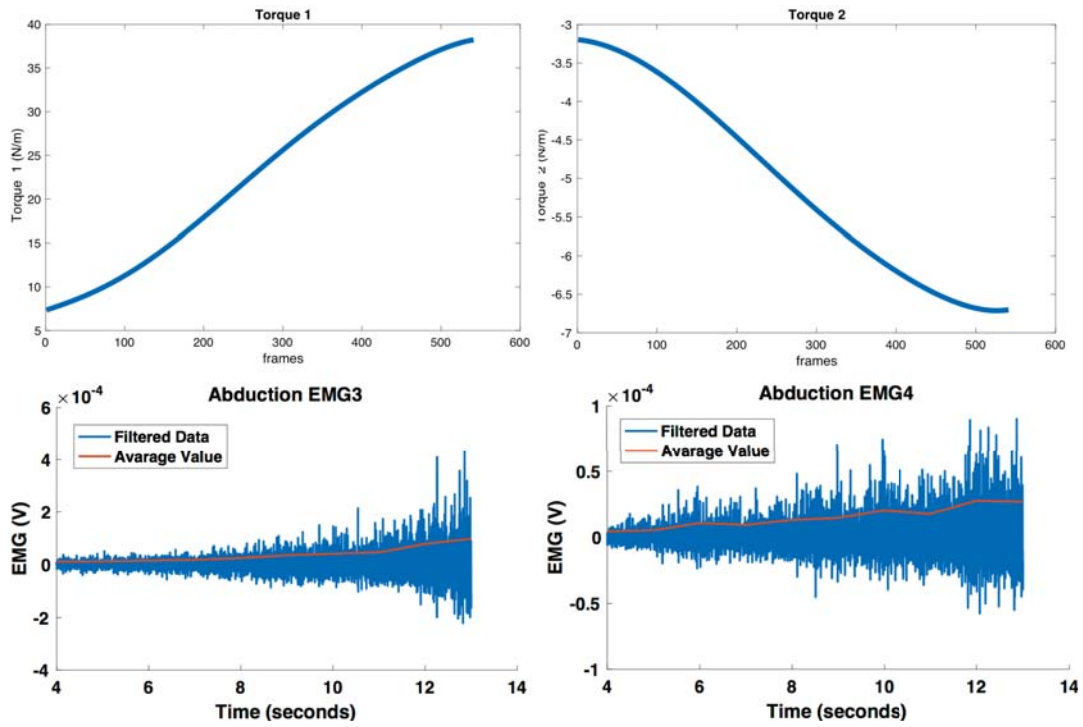 Torque 1
40
35
30
25
20
15
10
5
Torque 1 (N/m)
0 100 200 300 400 500 600
frames
Torque 2
-3
-3.5
-4
-4.5
-5
-5.5
-6
-6.5
-7
Torque 2 (N/m)
0 100 200 300 400 500 600
frames
Abduction EMG3
× 10-4
6
4
2
0
-2
-4
EMG (V)
Filtered Data
Avarage Value
4 6 8 10 12 14
Time (seconds)
Abduction EMG4
× 10-4
1
0.5
0
-0.5
-1
EMG (V)
Filtered Data
Avarage Value
4 6 8 10 12 14
Time (seconds)